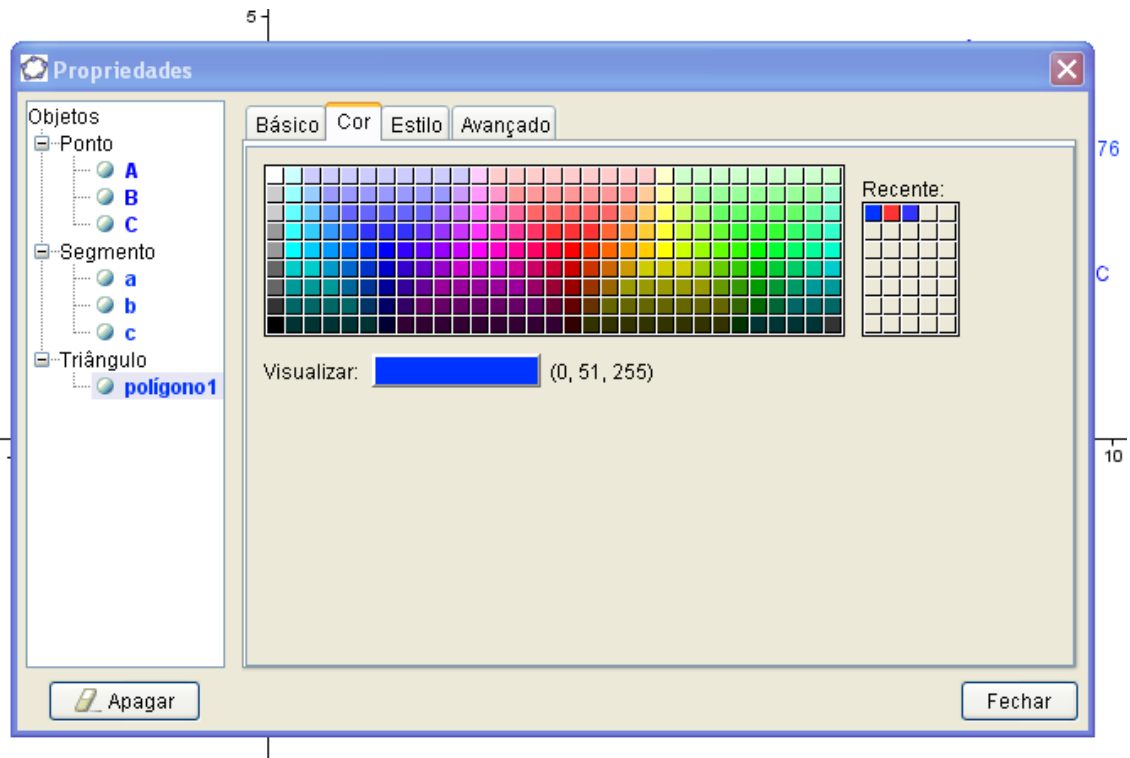 5
Propriedades
Objetos
Ponto
A
B
C
Segmento
a
b
c
Triângulo
polígono1
Básico Cor Estilo Avançado
Recente:
Visualizar: (0, 51, 255)
76
C
10
Apagar
Fechar